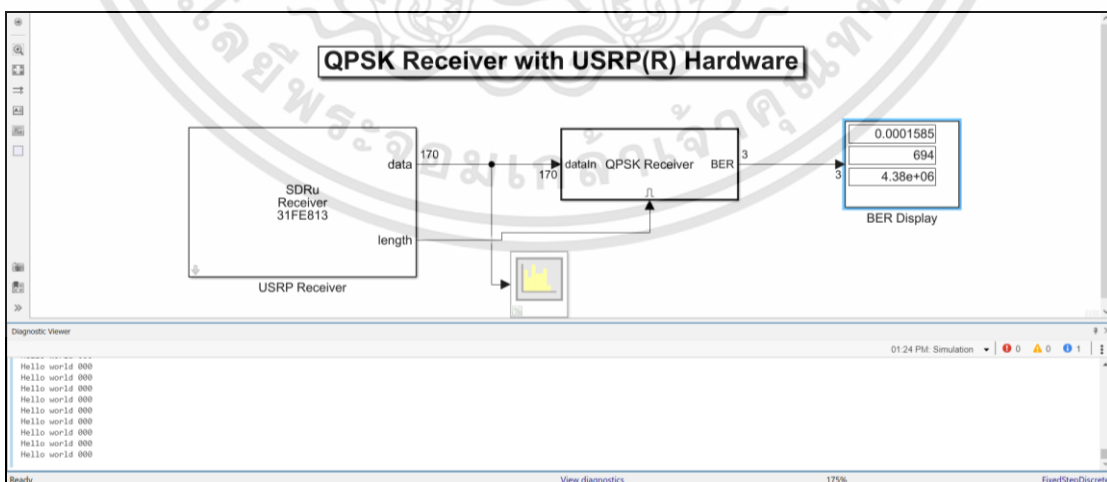 QPSK Receiver with USRP(R) Hardware
data
170
SDRu
Receiver
31FE813
length
USRP Receiver
170
dataIn
QPSK Receiver
BER
3
3
0.0001585
694
4.38e+06
BER Display
Diagnostic Viewer
01:24 PM: Simulation
0
0
1
Hello world 000
Hello world 000
Hello world 000
Hello world 000
Hello world 000
Hello world 000
Hello world 000
Hello world 000
Hello world 000
Ready
View diagnostics
175%
FixedStepDiscrete